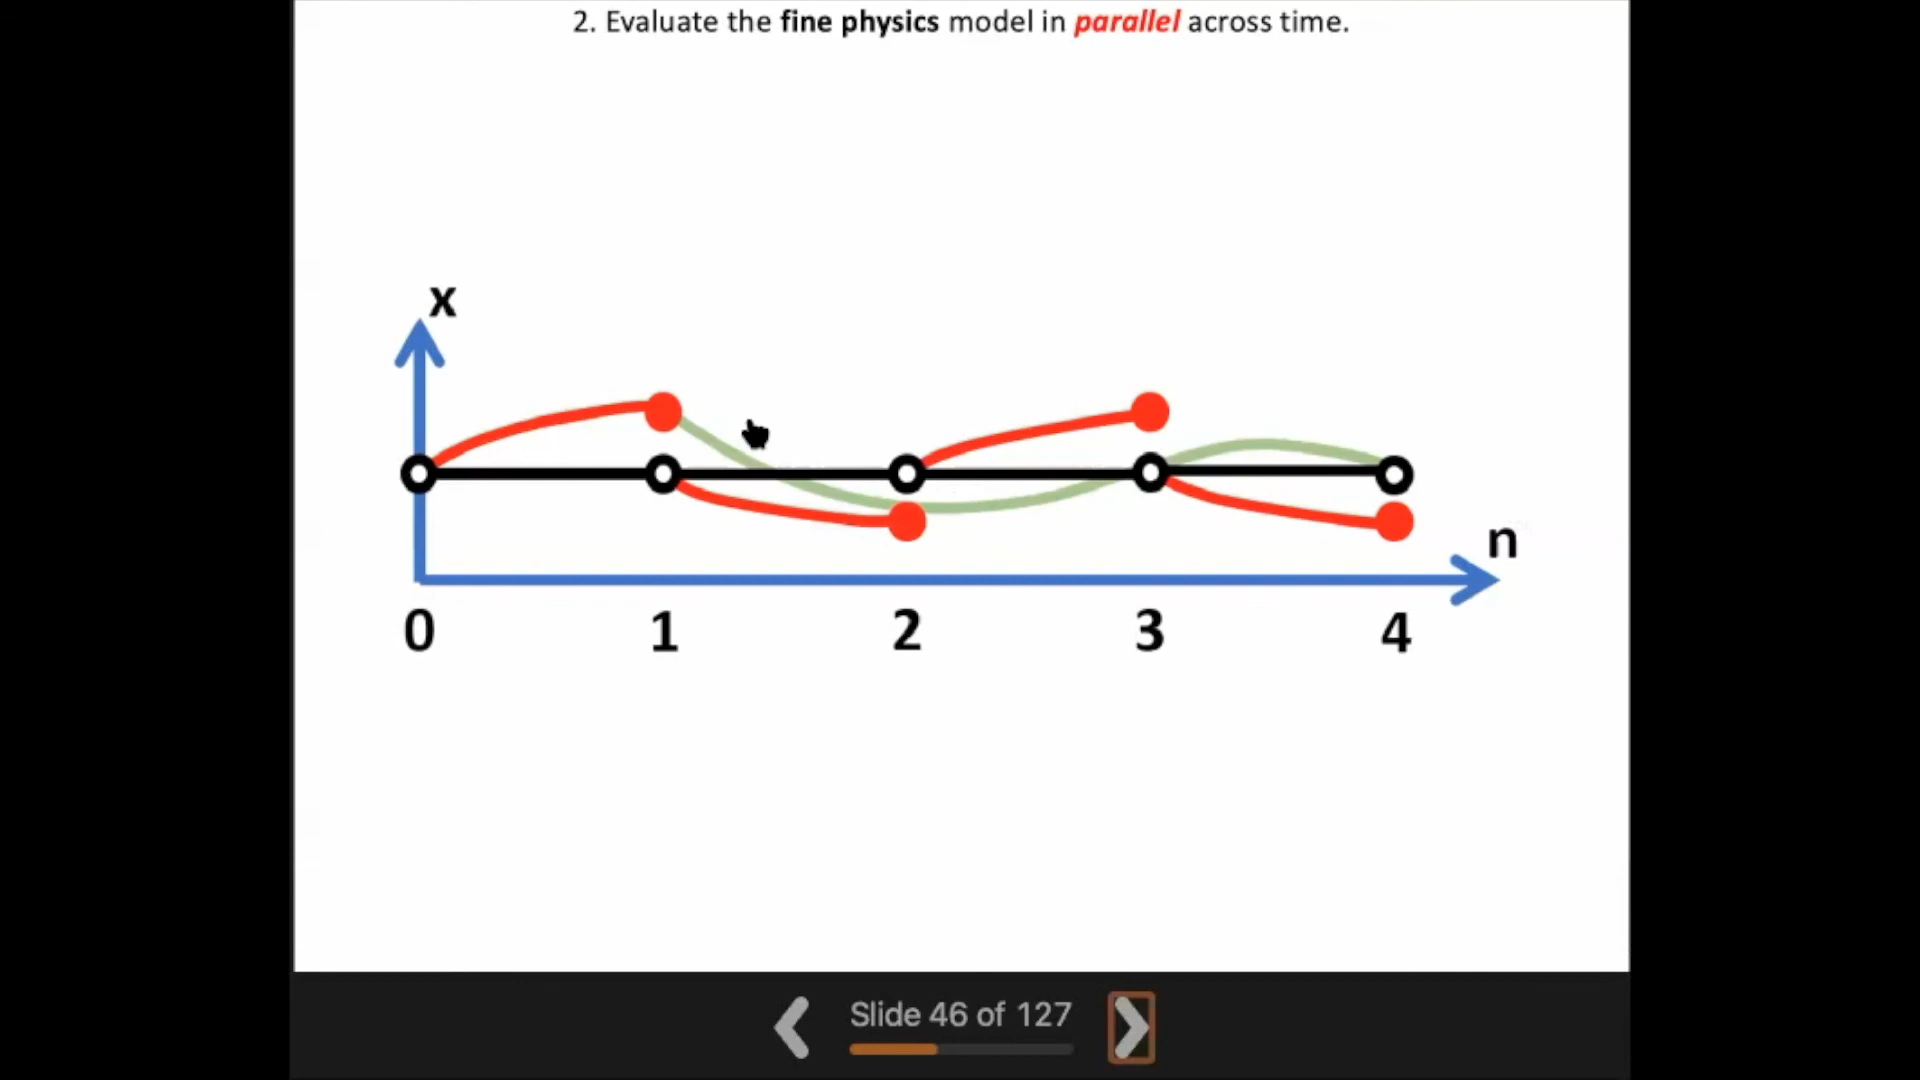 2. Evaluate the fine physics model in parallel across time.
x
n
0 1 2 3 4
Slide 46 of 127